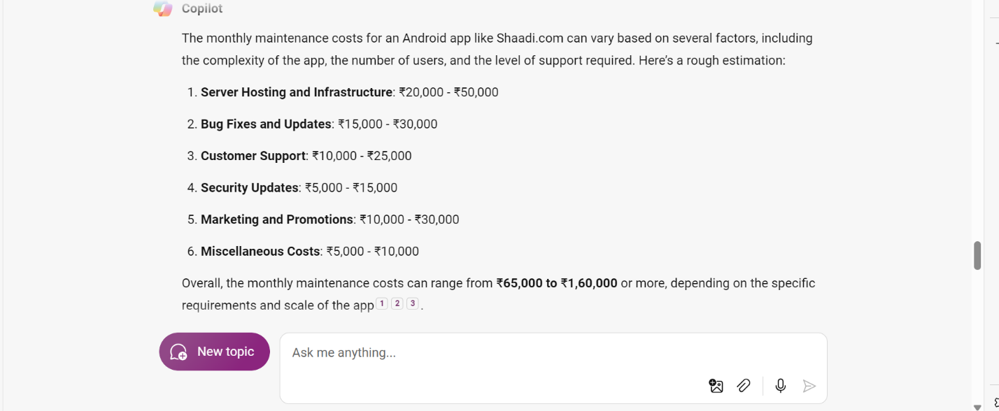 Copilot
The monthly maintenance costs for an Android app like Shaadi.com can vary based on several factors, including
the complexity of the app, the number of users, and the level of support required. Here’s a rough estimation:
1. Server Hosting and Infrastructure: ₹20,000 - ₹50,000
2. Bug Fixes and Updates: ₹15,000 - ₹30,000
3. Customer Support: ₹10,000 - ₹25,000
4. Security Updates: ₹5,000 - ₹15,000
5. Marketing and Promotions: ₹10,000 - ₹30,000
6. Miscellaneous Costs: ₹5,000 - ₹10,000
Overall, the monthly maintenance costs can range from ₹65,000 to ₹1,60,000 or more, depending on the specific
requirements and scale of the app 1 2 3 .
New topic
Ask me anything...